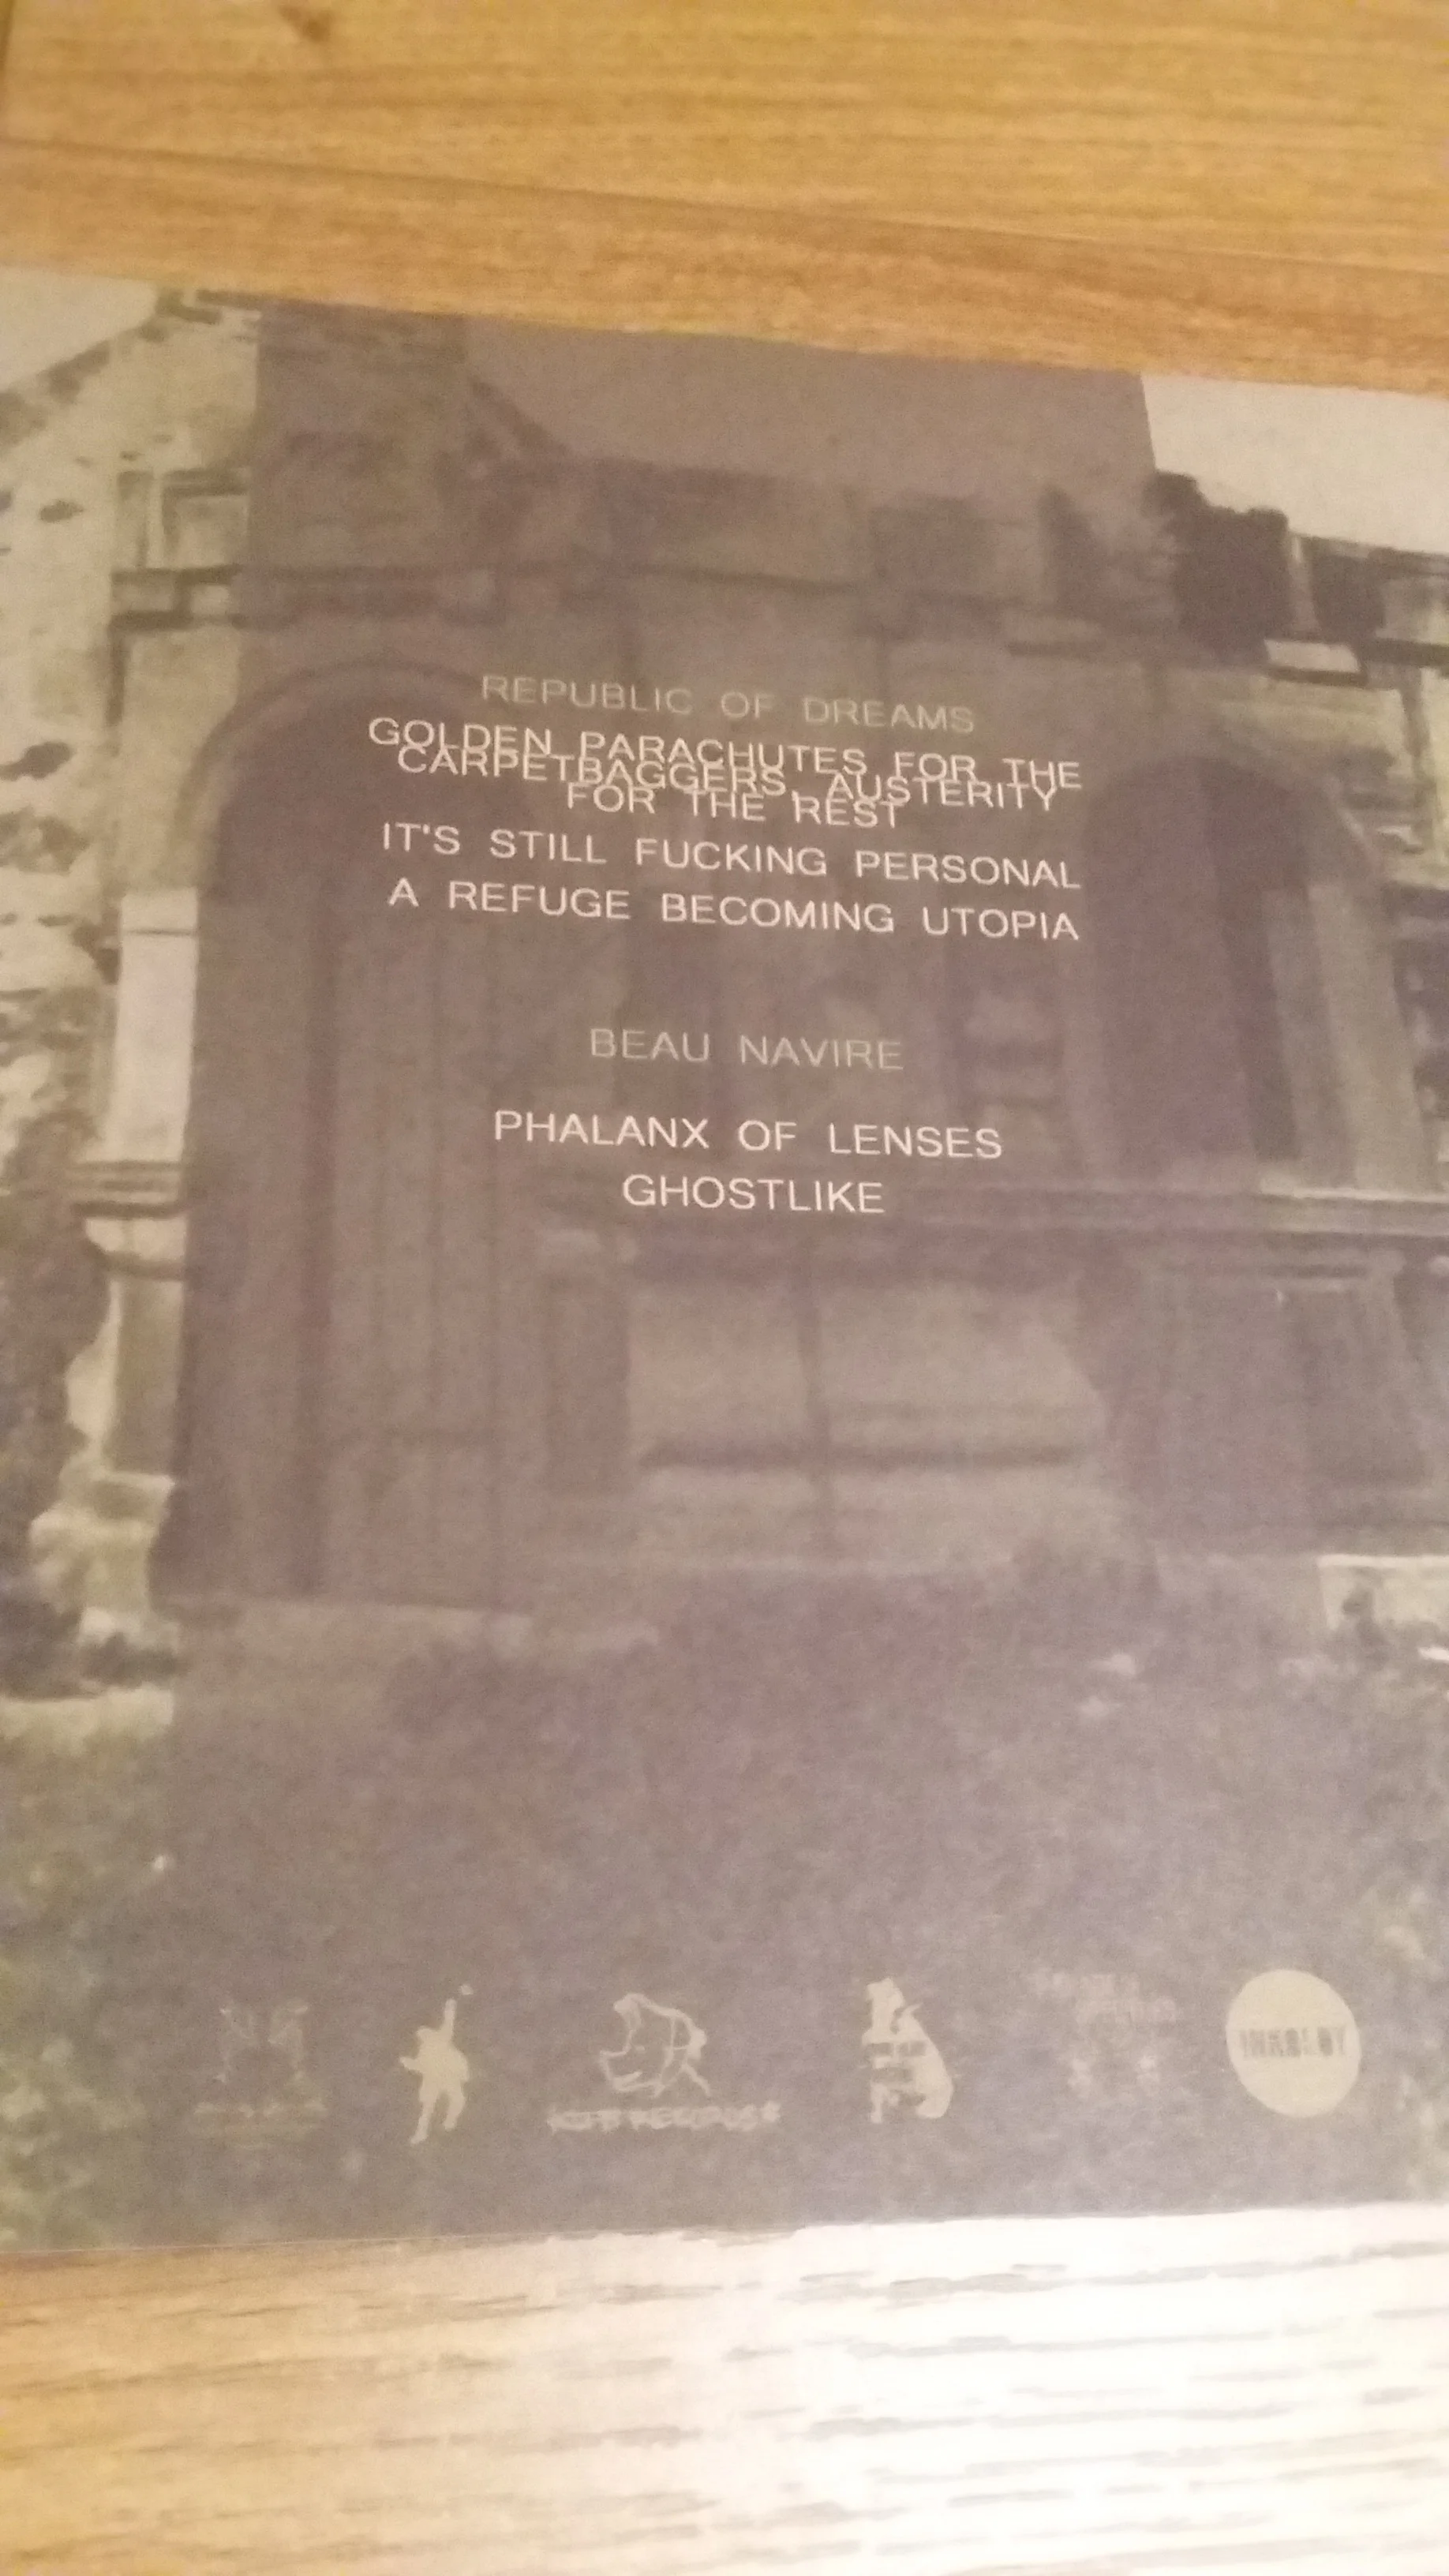 REPUBLIC OF DREAMS
GOLDEN PARACHUTES FOR THE
CARPETBAGGERS, AUSTERITY
FOR THE REST
IT'S STILL FUCKING PERSONAL
A REFUGE BECOMING UTOPIA
BEAU NAVIRE
PHALANX OF LENSES
GHOSTLIKE